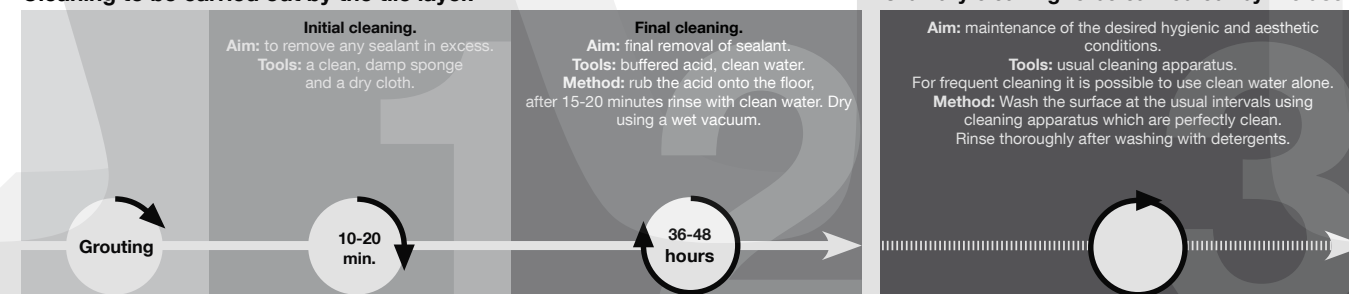 Cleaning to be carried out by the tile layer.
Initial cleaning.
Aim: to remove any sealant in excess.
Tools: a clean, damp sponge
and a dry cloth.
1
Grouting
10-20
min.
Final cleaning.
Aim: final removal of sealant.
Tools: buffered acid, clean water.
Method: rub the acid onto the floor,
after 15-20 minutes rinse with clean water. Dry
using a wet vacuum.
2
36-48
hours
Aim: maintenance of the desired hygienic and aesthetic
conditions.
Tools: usual cleaning apparatus.
For frequent cleaning it is possible to use clean water alone.
Method: Wash the surface at the usual intervals using
cleaning apparatus which are perfectly clean.
Rinse thoroughly after washing with detergents.
3